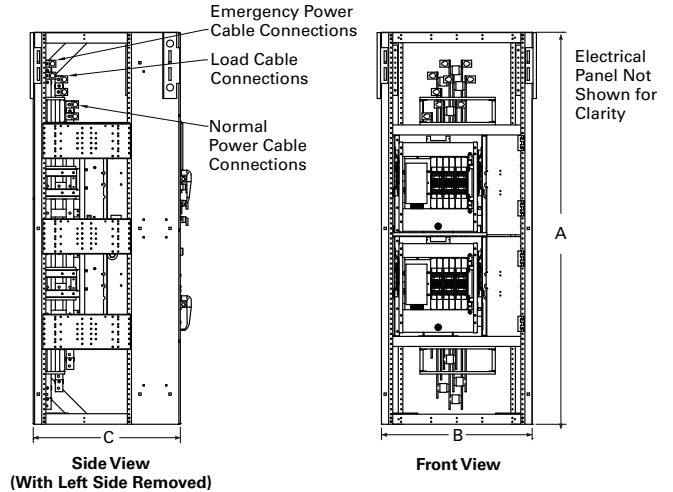 Emergency Power
Cable Connections
Load Cable
Connections
Normal
Power Cable
Connections
Electrical
Panel Not
Shown for
Clarity
A
C
B
Side View
(With Left Side Removed)
Front View